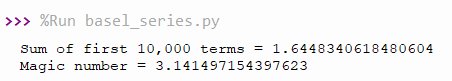 >>> %Run basel_series.py
Sum of first 10,000 terms = 1.6448340618480604
Magic number = 3.141497154397623